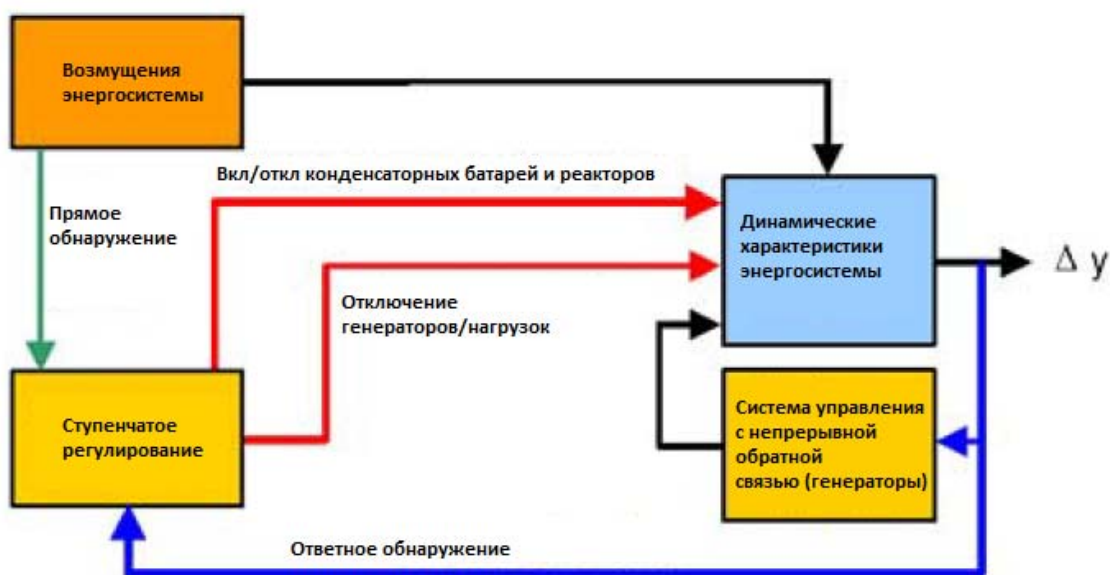 Возмущения
энергосистемы
Вкл/откл конденсаторных батарей и реакторов
Прямое
обнаружение
Динамические
характеристики
энергосистемы
Δ y
Отключение
генераторов/нагрузок
Ступенчатое
регулирование
Система управления
с непрерывной
обратной
связью (генераторы)
Ответное обнаружение